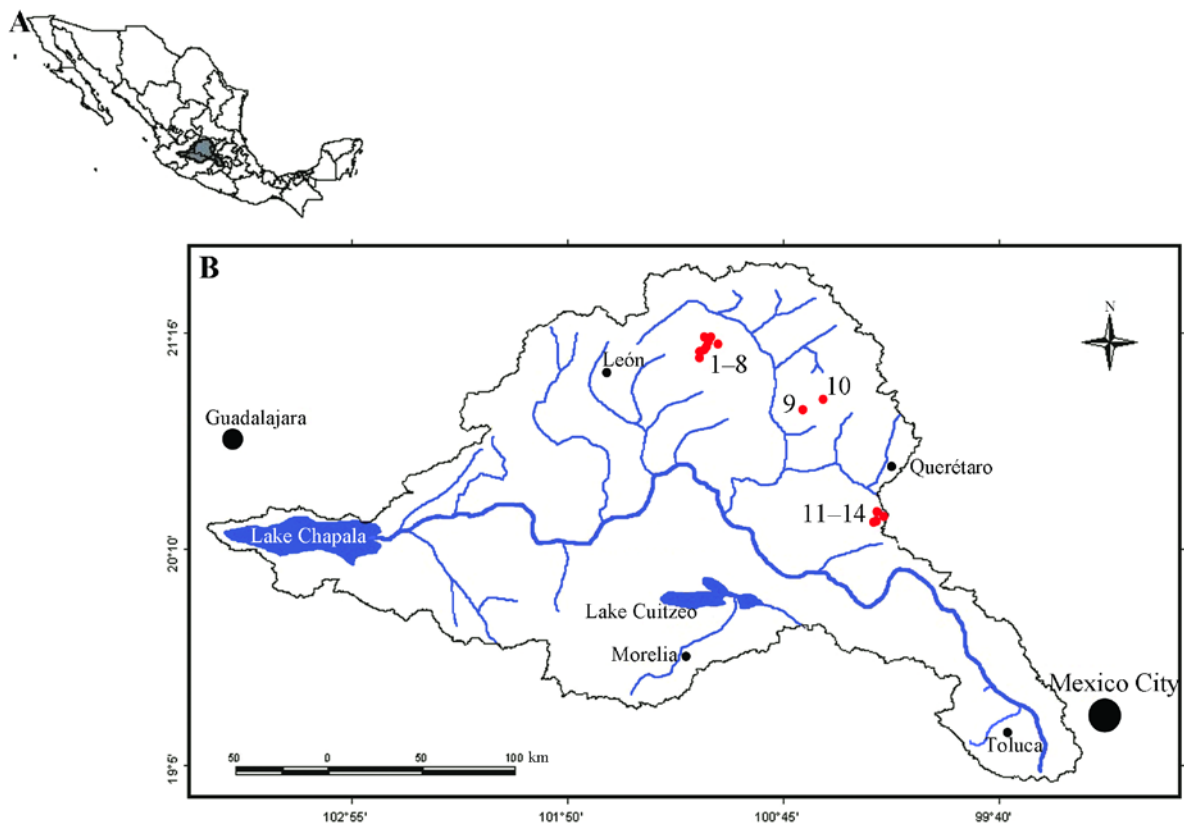 A
B
N
21°15'
León
1–8
10
9
Guadalajara
Querétaro
11–14
Lake Chapala
20°10'
Lake Cuitzeo
Morelia
Mexico City
Toluca
19°5'
50 0 50 100 km
102°55' 101°50' 100°45' 99°40'